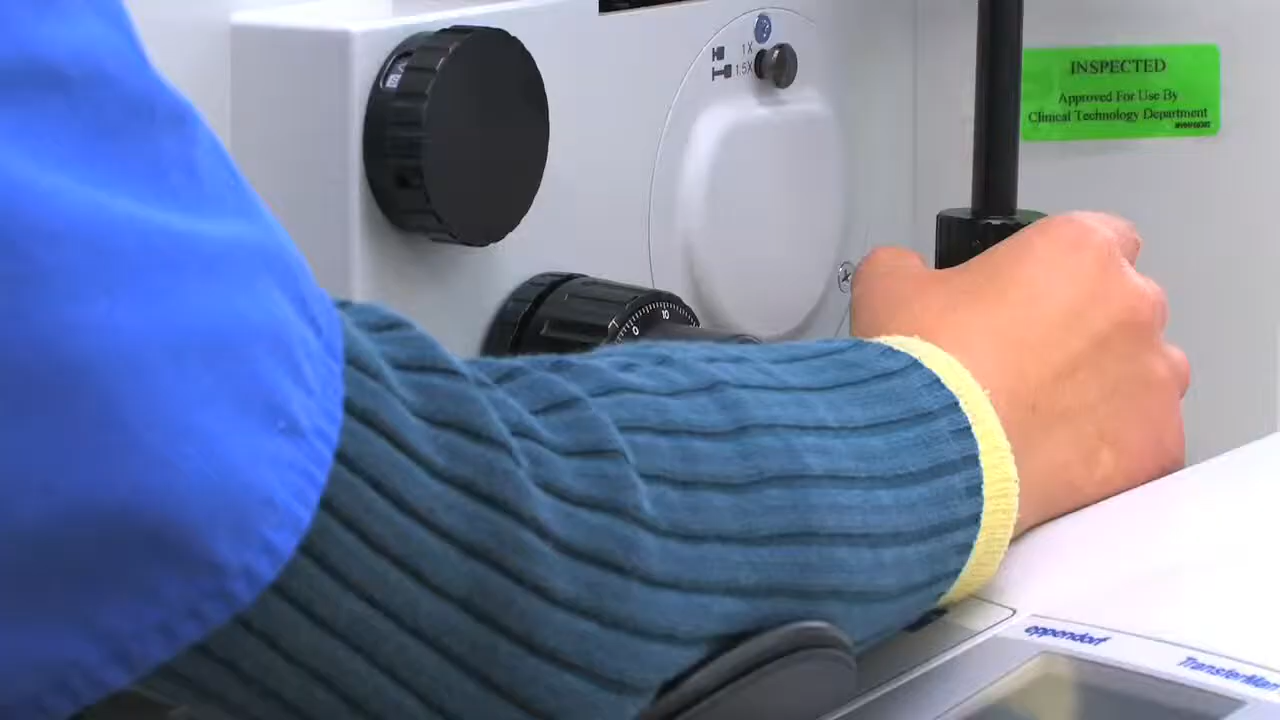 1X
1.5X
INSPECTED
Approved For Use By
Clinical Technology Department
0
10
eppendorf
TransferMan